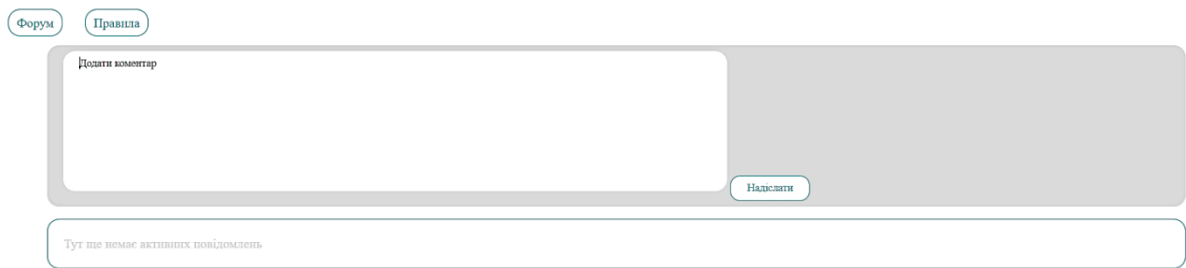 Форум
Правила
Додати коментар
Надіслати
Тут ще немає активних повідомлень